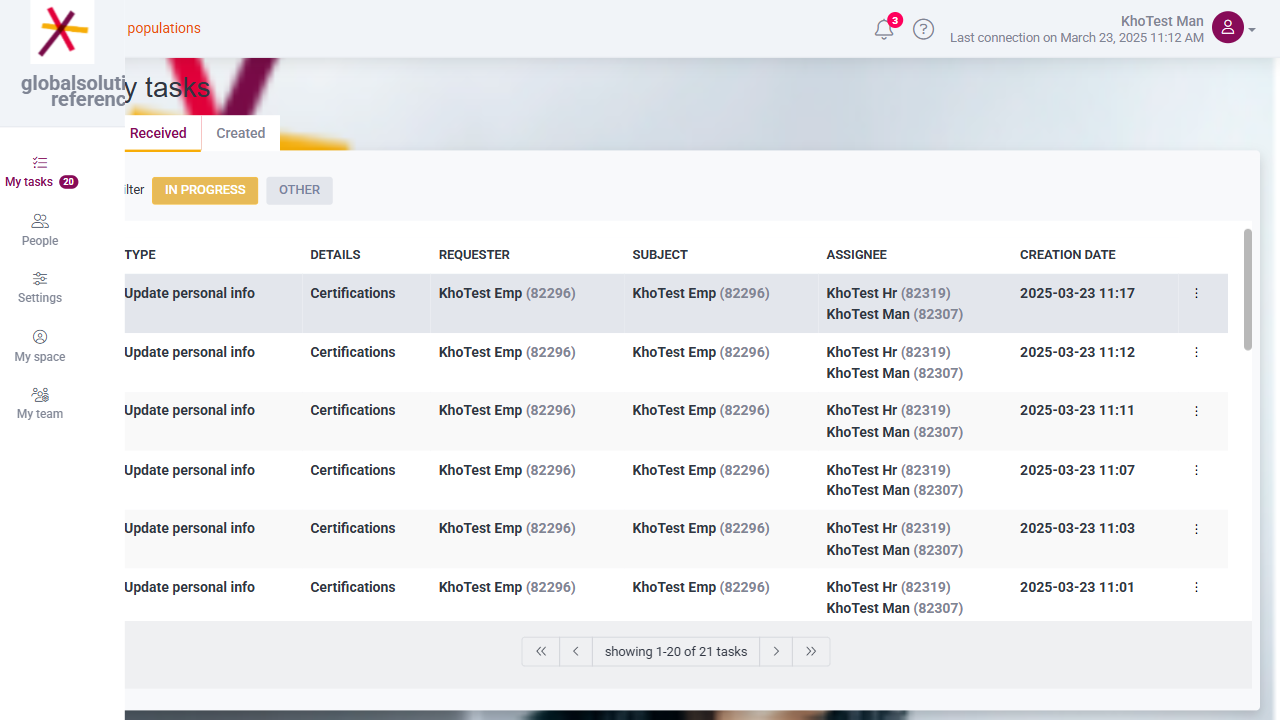 populations
3
KhoTest Man
Last connection on March 23, 2025 11:12 AM
globalsoluti
referenc
y tasks
Received
Created
My tasks 20
People
Settings
My space
My team
ilter
IN PROGRESS
OTHER
TYPE DETAILS REQUESTER SUBJECT ASSIGNEE CREATION DATE
Update personal info Certifications KhoTest Emp (82296) KhoTest Emp (82296) KhoTest Hr (82319) 2025-03-23 11:17
KhoTest Man (82307)
Update personal info Certifications KhoTest Emp (82296) KhoTest Emp (82296) KhoTest Hr (82319) 2025-03-23 11:12
KhoTest Man (82307)
Update personal info Certifications KhoTest Emp (82296) KhoTest Emp (82296) KhoTest Hr (82319) 2025-03-23 11:11
KhoTest Man (82307)
Update personal info Certifications KhoTest Emp (82296) KhoTest Emp (82296) KhoTest Hr (82319) 2025-03-23 11:07
KhoTest Man (82307)
Update personal info Certifications KhoTest Emp (82296) KhoTest Emp (82296) KhoTest Hr (82319) 2025-03-23 11:03
KhoTest Man (82307)
Update personal info Certifications KhoTest Emp (82296) KhoTest Emp (82296) KhoTest Hr (82319) 2025-03-23 11:01
KhoTest Man (82307)
showing 1-20 of 21 tasks